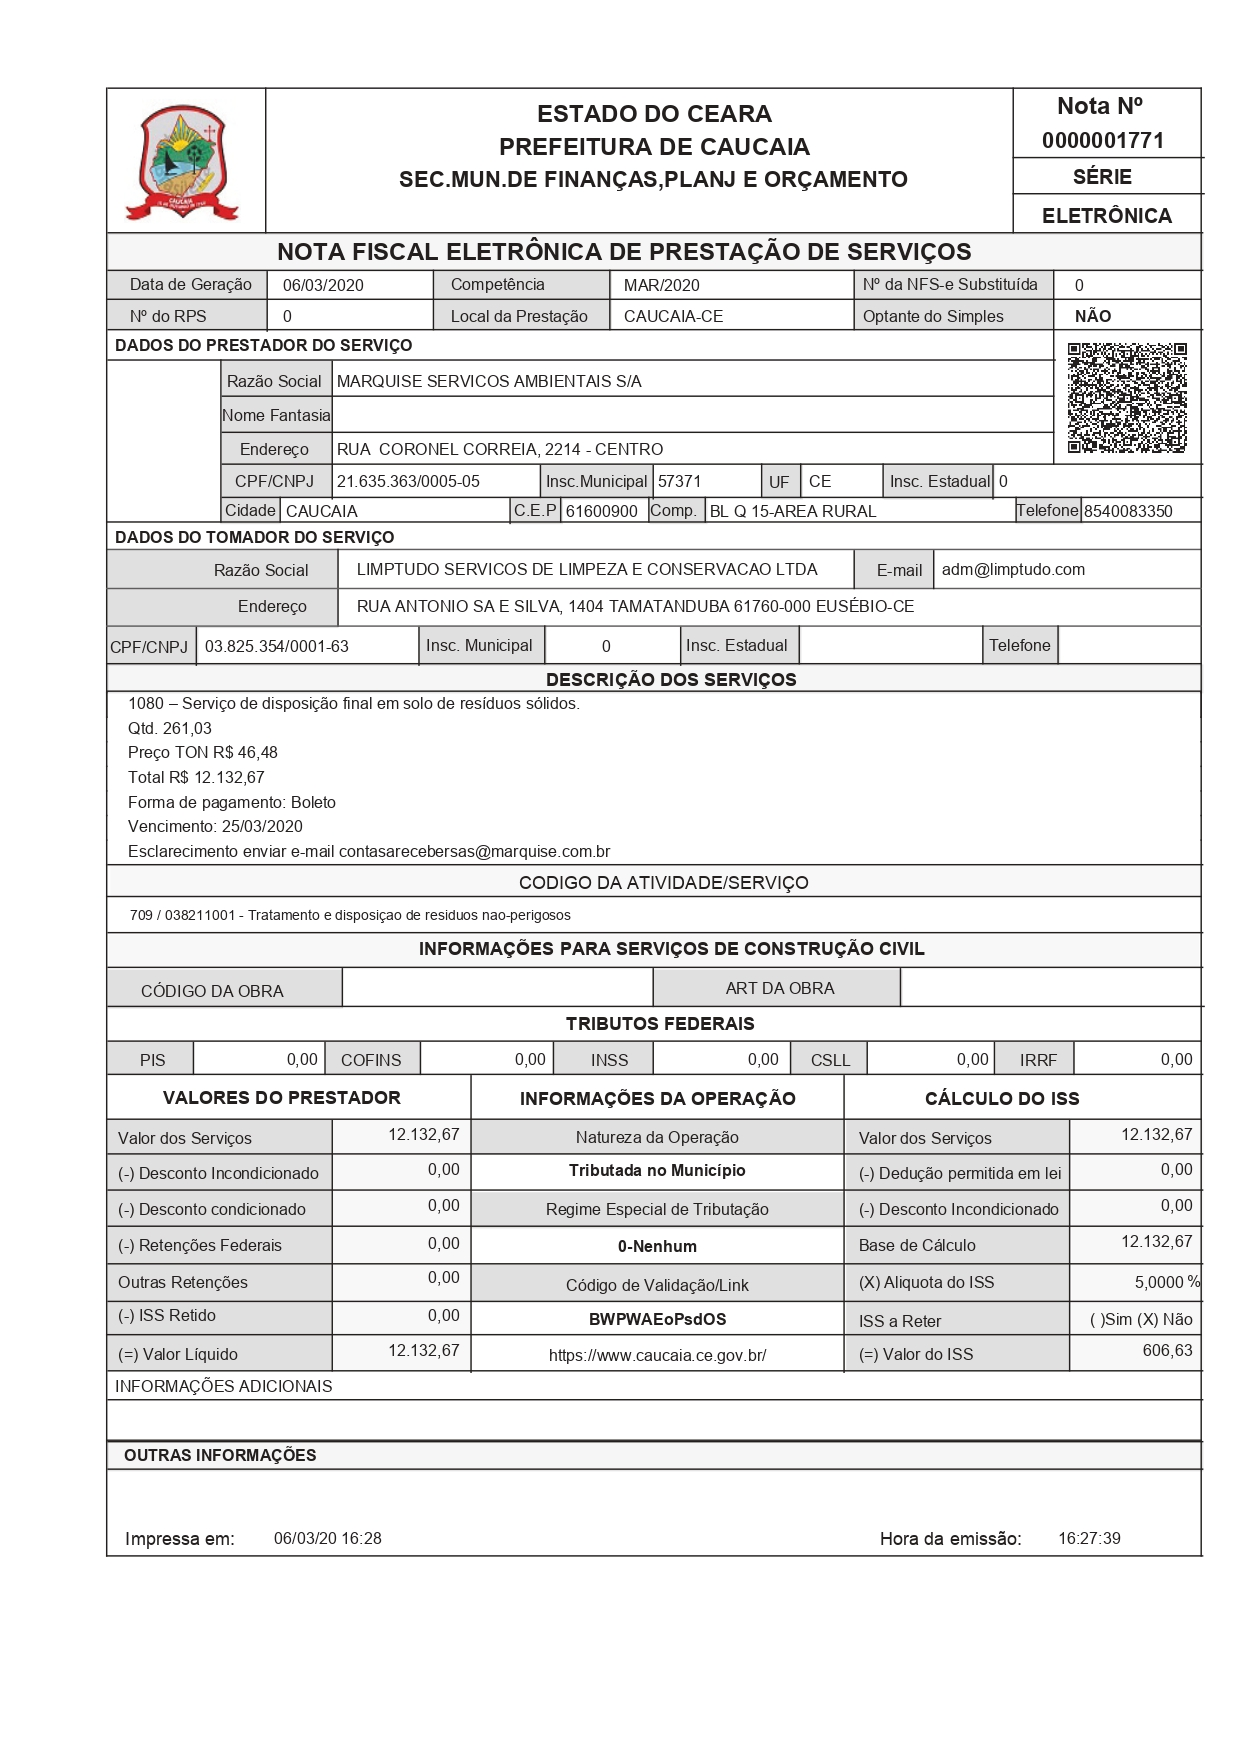 ESTADO DO CEARA
PREFEITURA DE CAUCAIA
SEC.MUN.DE FINANÇAS,PLANJ E ORÇAMENTO
Nota Nº
0000001771
SÉRIE
ELETRÔNICA
CAUCAIA
NOTA FISCAL ELETRÔNICA DE PRESTAÇÃO DE SERVIÇOS
Data de Geração 06/03/2020 Competência MAR/2020 Nº da NFS-e Substituída 0
Nº do RPS 0 Local da Prestação CAUCAIA-CE Optante do Simples NÃO
DADOS DO PRESTADOR DO SERVIÇO
Razão Social MARQUISE SERVICOS AMBIENTAIS S/A
Nome Fantasia
Endereço RUA CORONEL CORREIA, 2214 - CENTRO
CPF/CNPJ 21.635.363/0005-05 Insc.Municipal 57371 UF CE Insc. Estadual 0
Cidade CAUCAIA C.E.P 61600900 Comp. BL Q 15-AREA RURAL Telefone 8540083350
DADOS DO TOMADOR DO SERVIÇO
Razão Social LIMPTUDO SERVICOS DE LIMPEZA E CONSERVACAO LTDA E-mail adm@limptudo.com
Endereço RUA ANTONIO SA E SILVA, 1404 TAMATANDUBA 61760-000 EUSÉBIO-CE
CPF/CNPJ 03.825.354/0001-63 Insc. Municipal 0 Insc. Estadual Telefone
DESCRIÇÃO DOS SERVIÇOS
1080 – Serviço de disposição final em solo de resíduos sólidos.
Qtd. 261,03
Preço TON R$ 46,48
Total R$ 12.132,67
Forma de pagamento: Boleto
Vencimento: 25/03/2020
Esclarecimento enviar e-mail contasarecebersas@marquise.com.br
CODIGO DA ATIVIDADE/SERVIÇO
709 / 038211001 - Tratamento e disposiçao de residuos nao-perigosos
INFORMAÇÕES PARA SERVIÇOS DE CONSTRUÇÃO CIVIL
CÓDIGO DA OBRA ART DA OBRA
TRIBUTOS FEDERAIS
PIS 0,00 COFINS 0,00 INSS 0,00 CSLL 0,00 IRRF 0,00
VALORES DO PRESTADOR INFORMAÇÕES DA OPERAÇÃO CÁLCULO DO ISS
Valor dos Serviços 12.132,67 Natureza da Operação Valor dos Serviços 12.132,67
(-) Desconto Incondicionado 0,00 Tributada no Município (-) Dedução permitida em lei 0,00
(-) Desconto condicionado 0,00 Regime Especial de Tributação (-) Desconto Incondicionado 0,00
(-) Retenções Federais 0,00 0-Nenhum Base de Cálculo 12.132,67
Outras Retenções 0,00 Código de Validação/Link (X) Aliquota do ISS 5,0000 %
(-) ISS Retido 0,00 BWPWAEoPsdOS ISS a Reter ( )Sim (X) Não
(=) Valor Líquido 12.132,67 https://www.caucaia.ce.gov.br/ (=) Valor do ISS 606,63
INFORMAÇÕES ADICIONAIS
OUTRAS INFORMAÇÕES
Impressa em: 06/03/20 16:28 Hora da emissão: 16:27:39